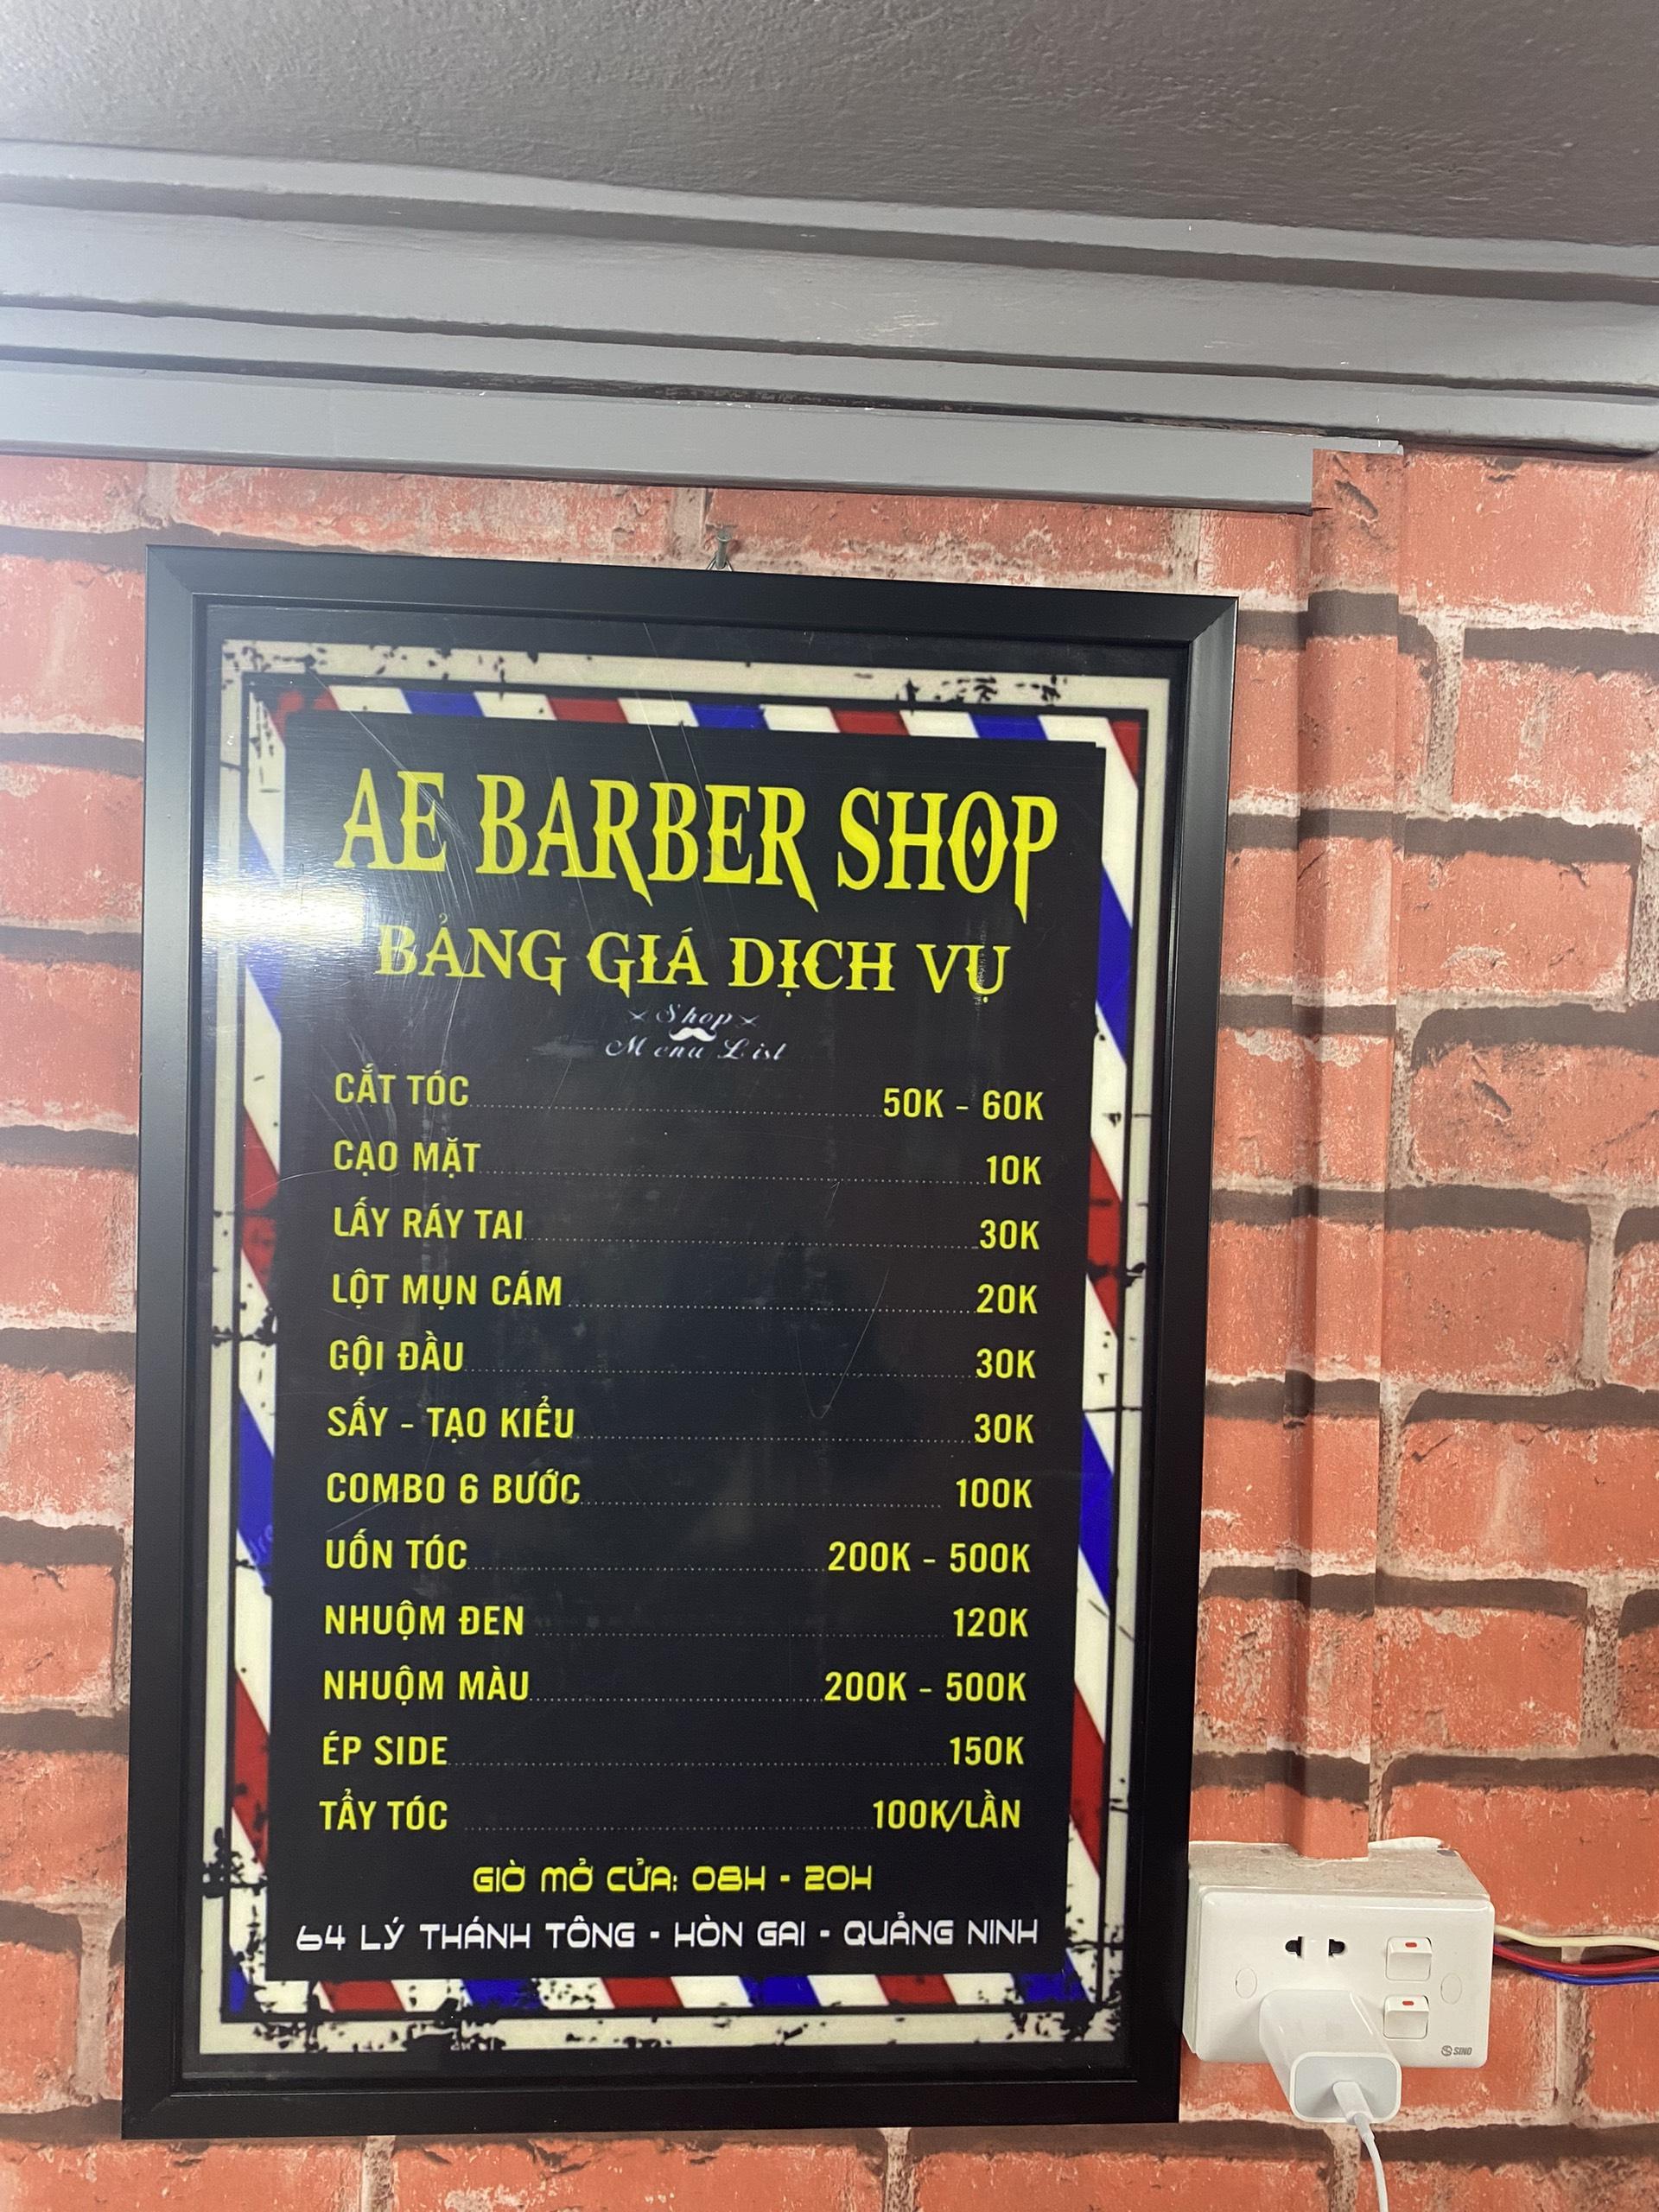 AE BARBER SHOP
BẢNG GIÁ DỊCH VỤ
Shop
Menu List
CẮT TÓC 50K - 60K
CẠO MẶT 10K
LẤY RÁY TAI 30K
LỘT MỤN CÁM 20K
GỘI ĐẦU 30K
SẤY - TẠO KIỂU 30K
COMBO 6 BƯỚC 100K
UỐN TÓC 200K - 500K
NHUỘM ĐEN 120K
NHUỘM MÀU 200K - 500K
ÉP SIDE 150K
TẨY TÓC 100K/LẦN
GIỜ MỞ CỬA: 08H - 20H
64 LÝ THÁNH TÔNG - HÒN GAI - QUẢNG NINH
SINO